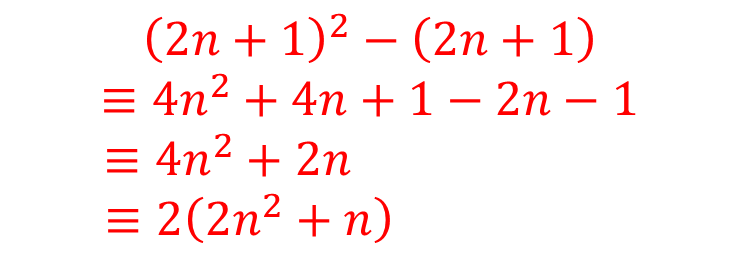 (2n + 1)² − (2n + 1)
≡ 4n² + 4n + 1 − 2n − 1
≡ 4n² + 2n
≡ 2(2n² + n)